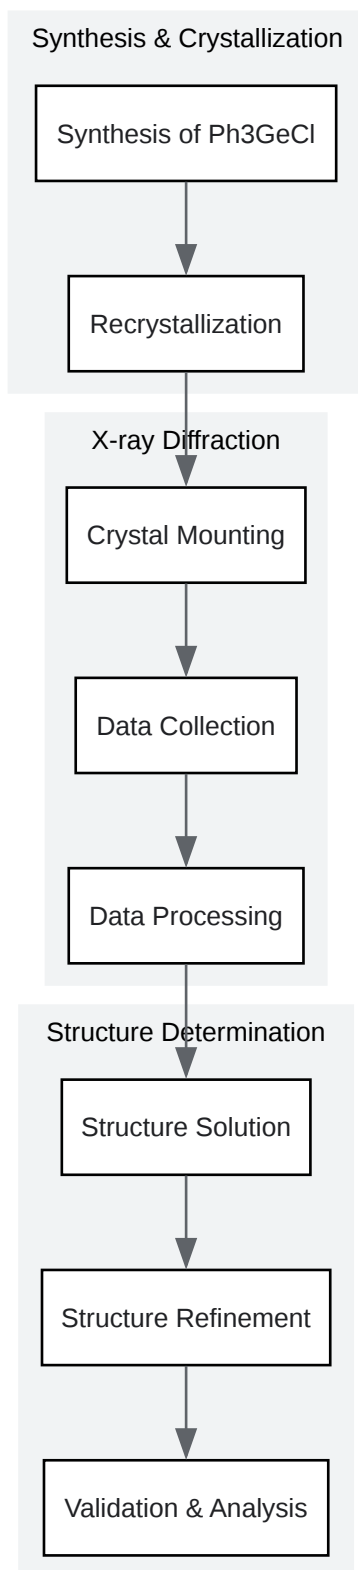 Synthesis & Crystallization
Synthesis of Ph3GeCl
Recrystallization
X-ray Diffraction
Crystal Mounting
Data Collection
Data Processing
Structure Determination
Structure Solution
Structure Refinement
Validation & Analysis